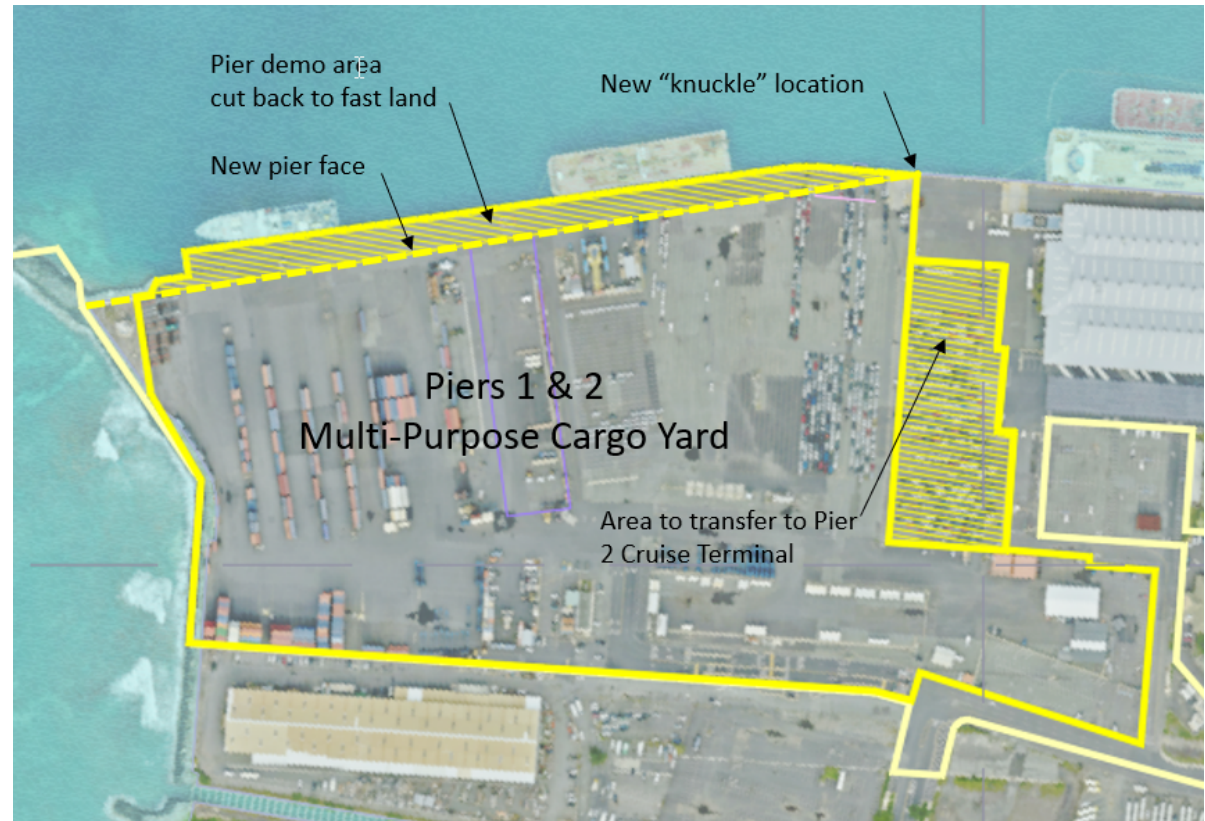 Pier demo area
cut back to fast land
New "knuckle" location
New pier face
Piers 1 & 2
Multi-Purpose Cargo Yard
Area to transfer to Pier
2 Cruise Terminal